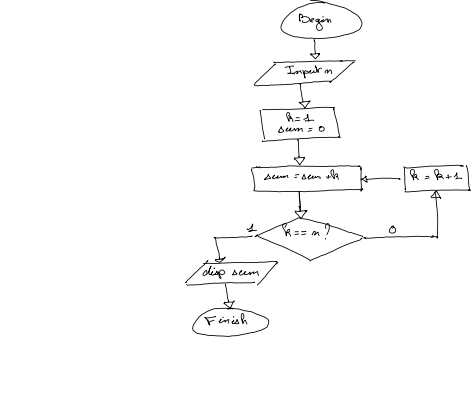 Begin
Input n
k=1
sum = 0
sum = sum + k
k = k + 1
k == n ?
1
0
disp sum
Finish